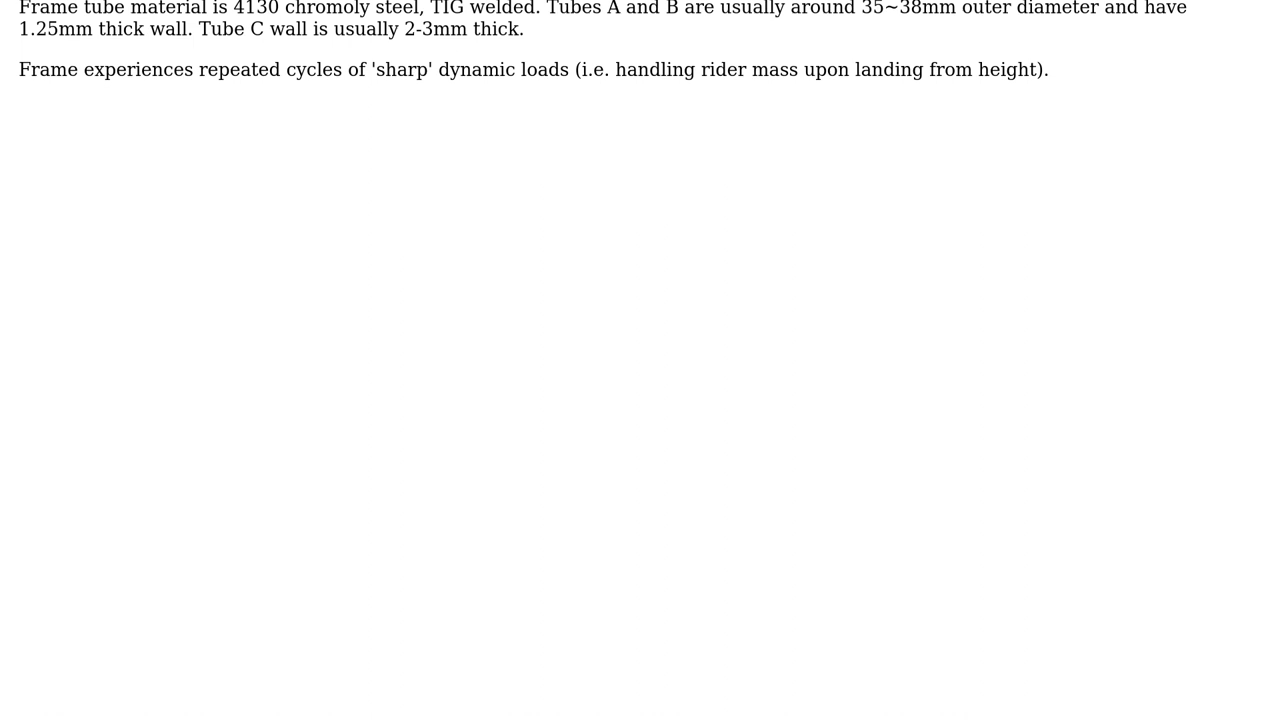 Frame tube material is 4130 chromoly steel, TIG welded. Tubes A and B are usually around 35~38mm outer diameter and have
1.25mm thick wall. Tube C wall is usually 2-3mm thick.
Frame experiences repeated cycles of 'sharp' dynamic loads (i.e. handling rider mass upon landing from height).